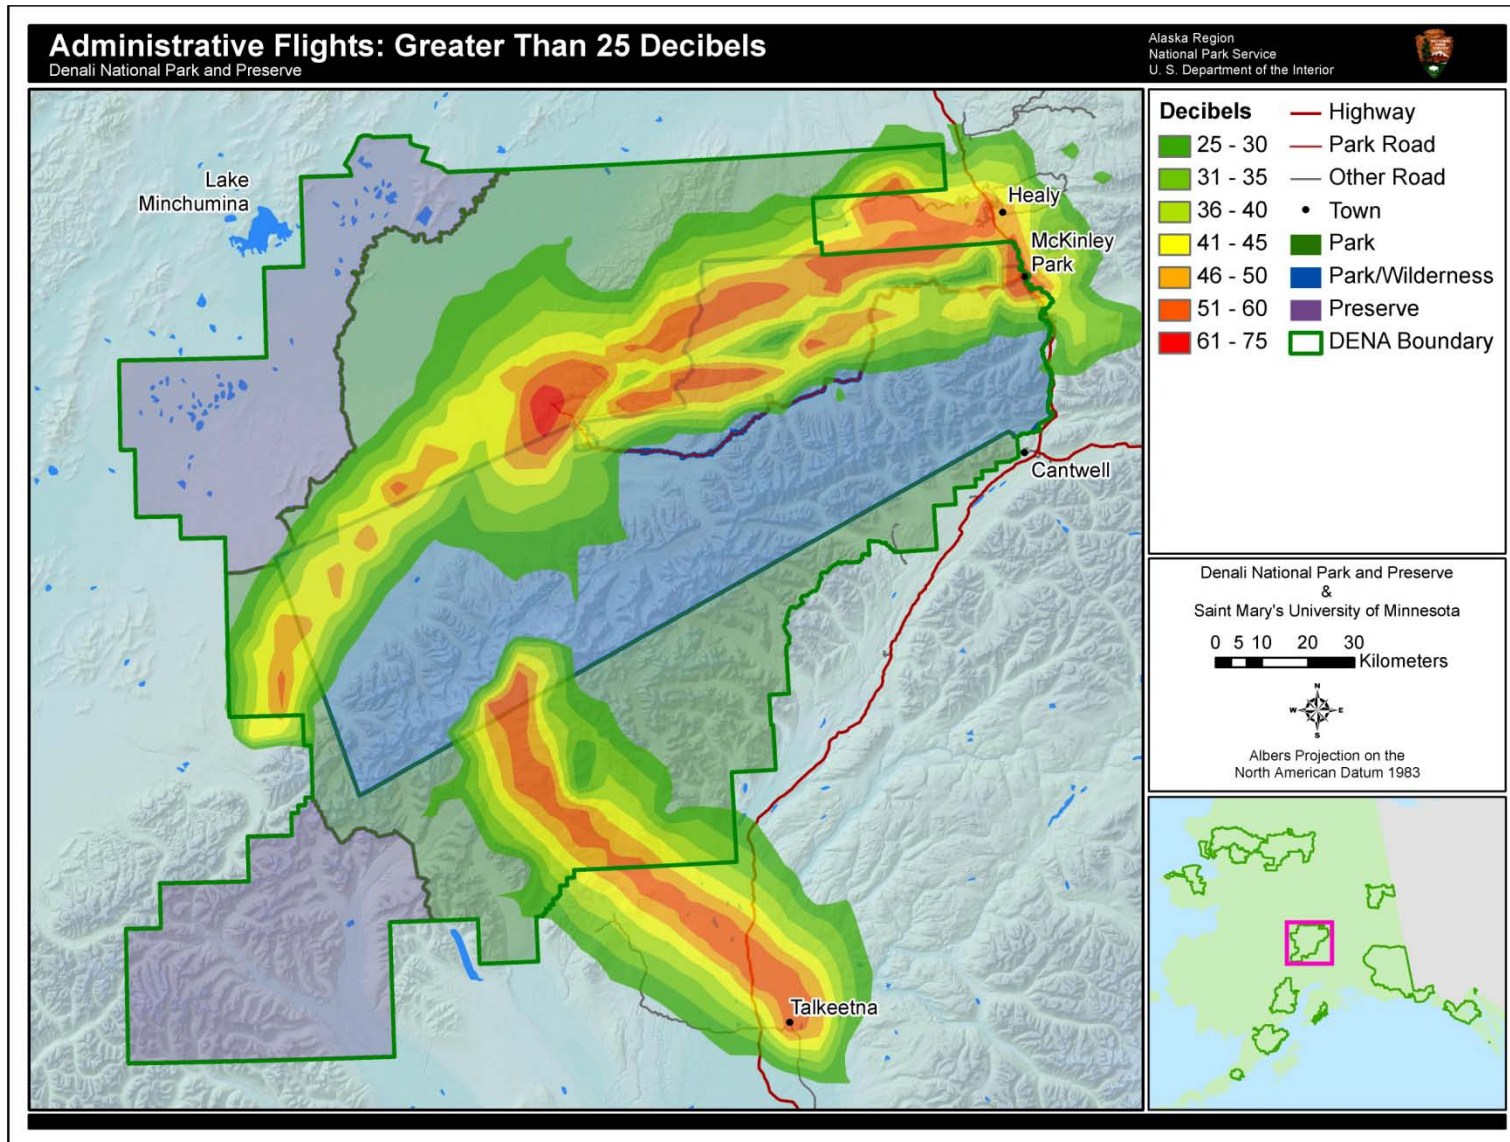 Administrative Flights: Greater Than 25 Decibels
Denali National Park and Preserve
Alaska Region
National Park Service
U. S. Department of the Interior
Lake
Minchumina
Healy
McKinley
Park
Cantwell
Talkeetna
Decibels
25 - 30
31 - 35
36 - 40
41 - 45
46 - 50
51 - 60
61 - 75
Highway
Park Road
Other Road
Town
Park
Park/Wilderness
Preserve
DENA Boundary
Denali National Park and Preserve
&
Saint Mary's University of Minnesota
0 5 10 20 30
Kilometers
N
W E
S
Albers Projection on the
North American Datum 1983